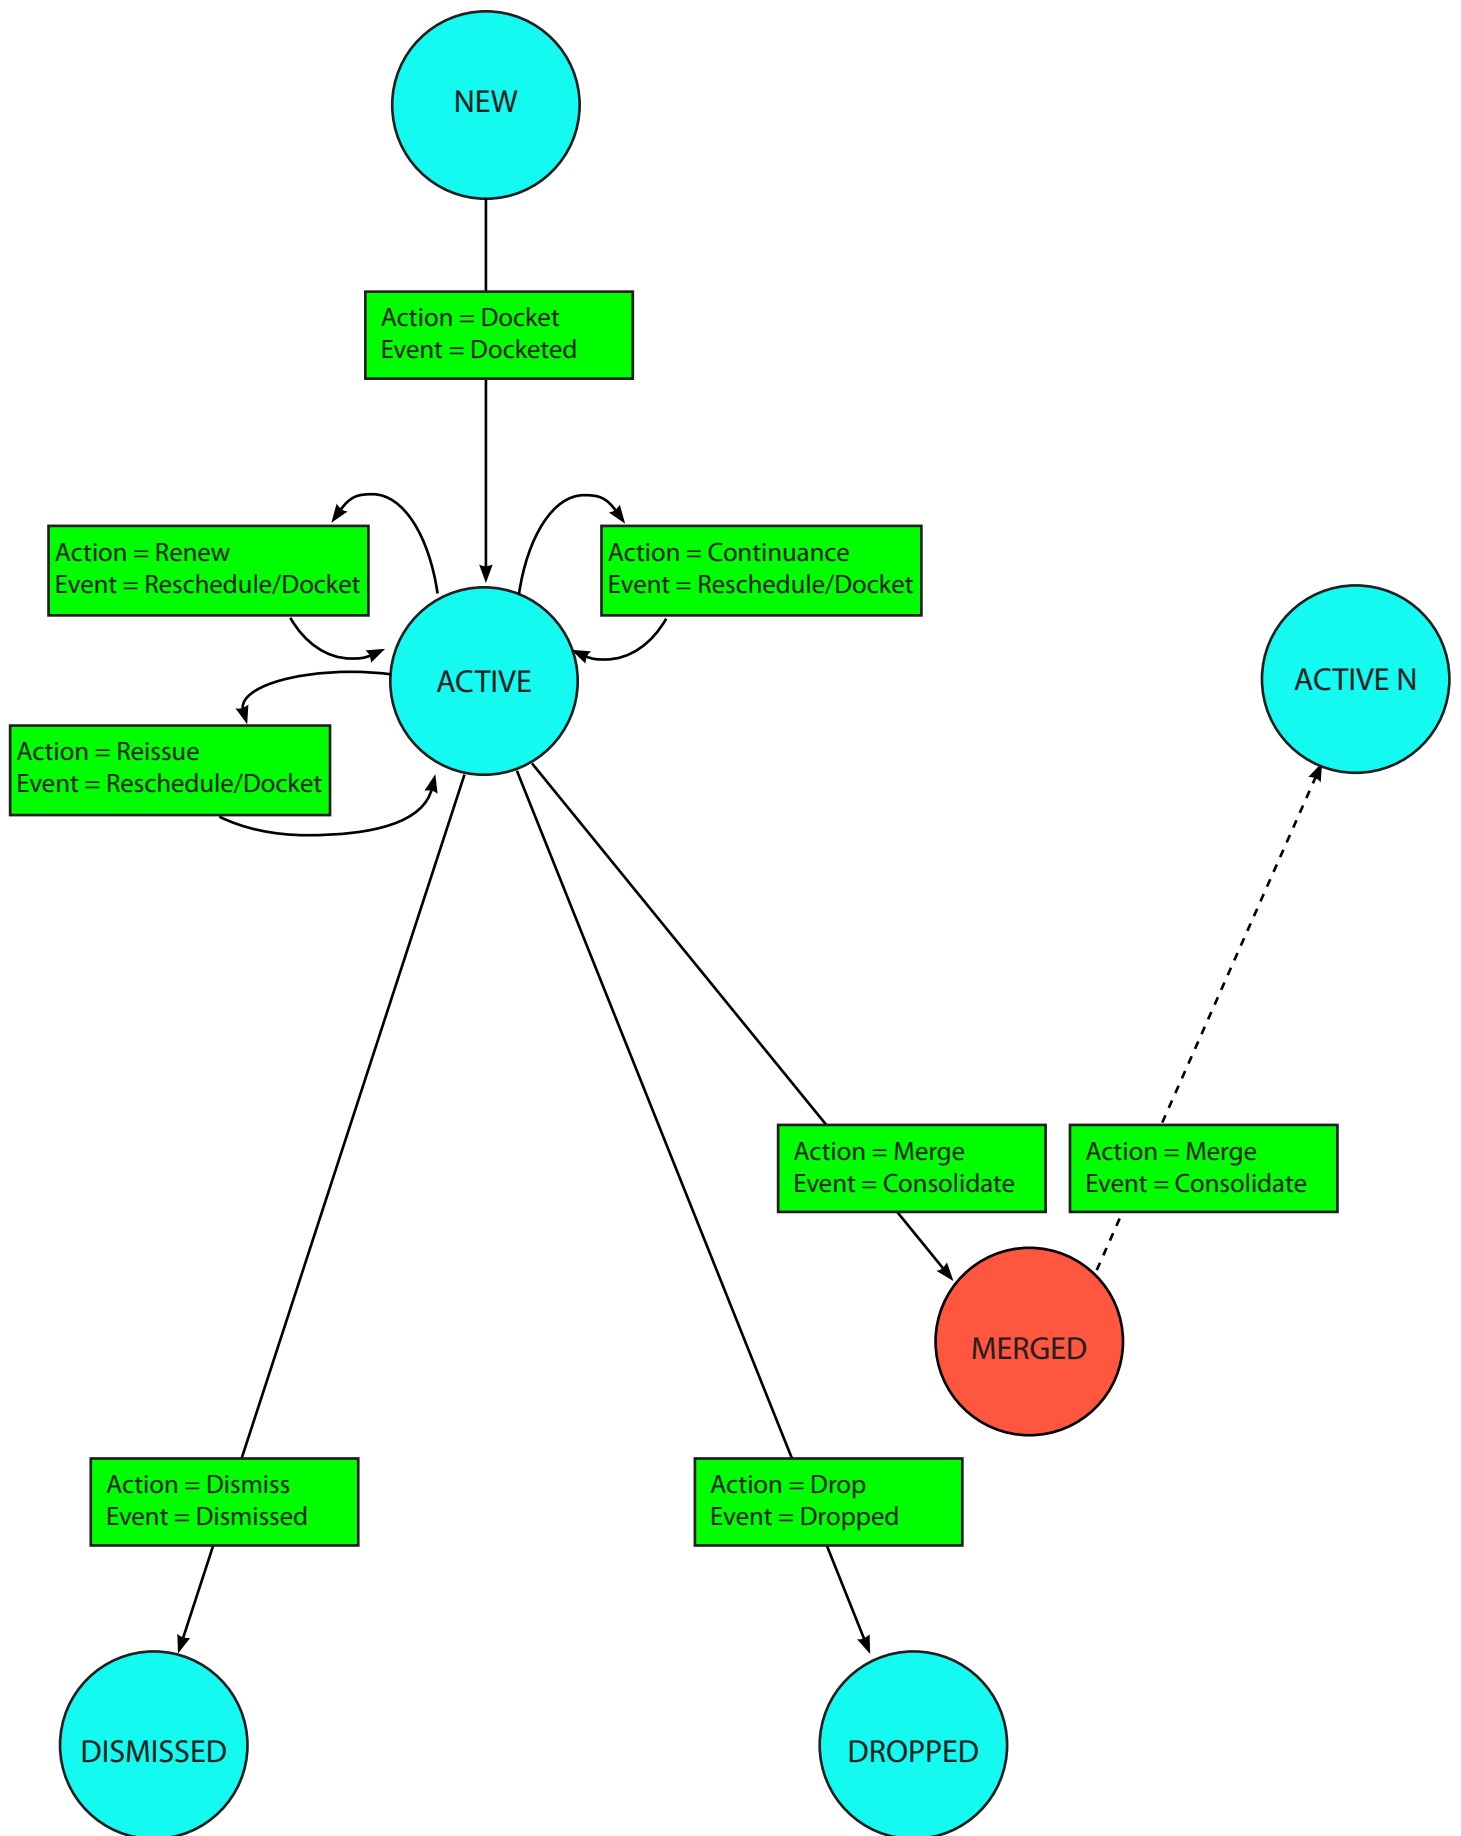 NEW
Action = Docket
Event = Docketed
Action = Renew
Event = Reschedule/Docket
Action = Continuance
Event = Reschedule/Docket
ACTIVE
ACTIVE N
Action = Reissue
Event = Reschedule/Docket
Action = Merge
Event = Consolidate
Action = Merge
Event = Consolidate
MERGED
Action = Dismiss
Event = Dismissed
Action = Drop
Event = Dropped
DISMISSED
DROPPED